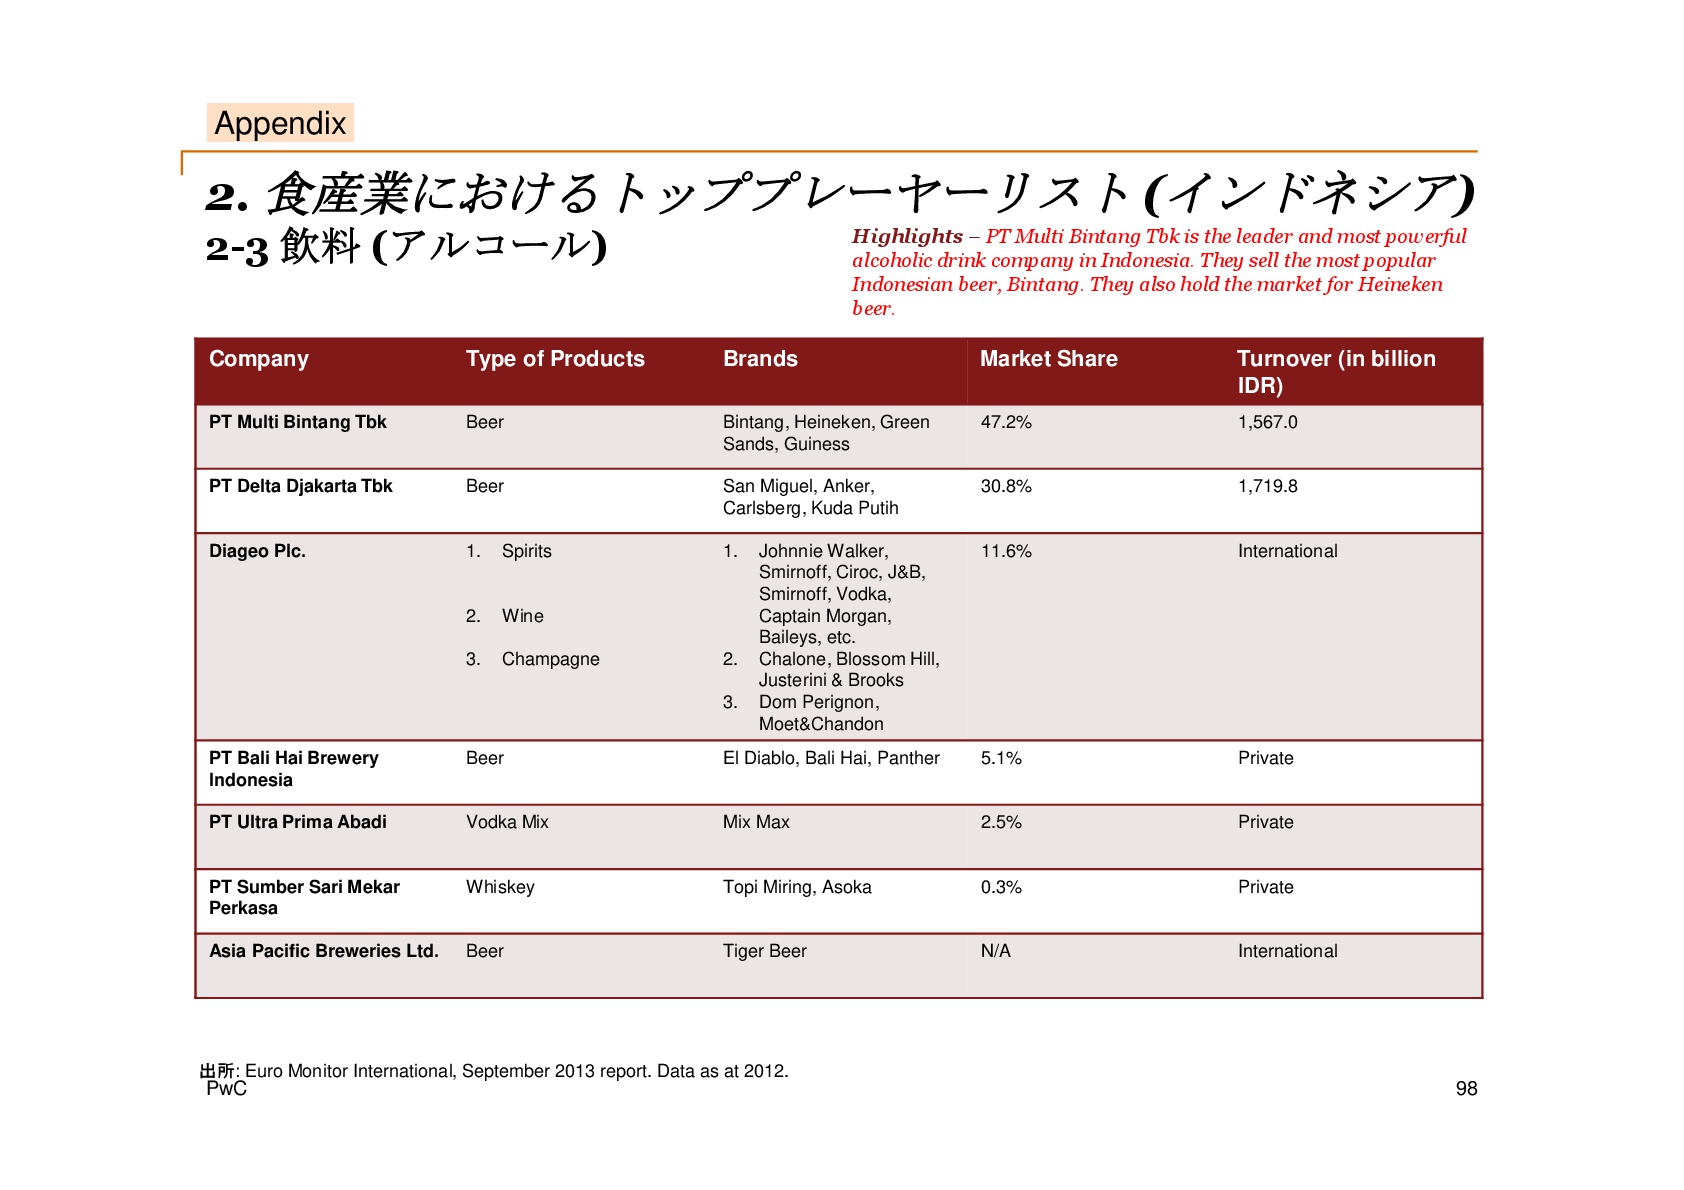 Appendix
2. 食産業におけるトッププレーヤーリスト(インドネシア)
2-3 飲料 (アルコール)
Highlights – PT Multi Bintang Tbk is the leader and most powerful
alcoholic drink company in Indonesia. They sell the most popular
Indonesian beer, Bintang. They also hold the market for Heineken
beer.
Company Type of Products Brands Market Share Turnover (in billion
IDR)
PT Multi Bintang Tbk Beer Bintang, Heineken, Green 47.2% 1,567.0
Sands, Guiness
PT Delta Djakarta Tbk Beer San Miguel, Anker, 30.8% 1,719.8
Carlsberg, Kuda Putih
Diageo Plc. 1. Spirits 1. Johnnie Walker, 11.6% International
Smirnoff, Ciroc, J&B,
Smirnoff, Vodka,
2. Wine Captain Morgan,
Baileys, etc.
3. Champagne 2. Chalone, Blossom Hill,
Justerini & Brooks
3. Dom Perignon,
Moet&Chandon
PT Bali Hai Brewery Beer El Diablo, Bali Hai, Panther 5.1% Private
Indonesia
PT Ultra Prima Abadi Vodka Mix Mix Max 2.5% Private
PT Sumber Sari Mekar Whiskey Topi Miring, Asoka 0.3% Private
Perkasa
Asia Pacific Breweries Ltd. Beer Tiger Beer N/A International
出所: Euro Monitor International, September 2013 report. Data as at 2012.
PwC 98